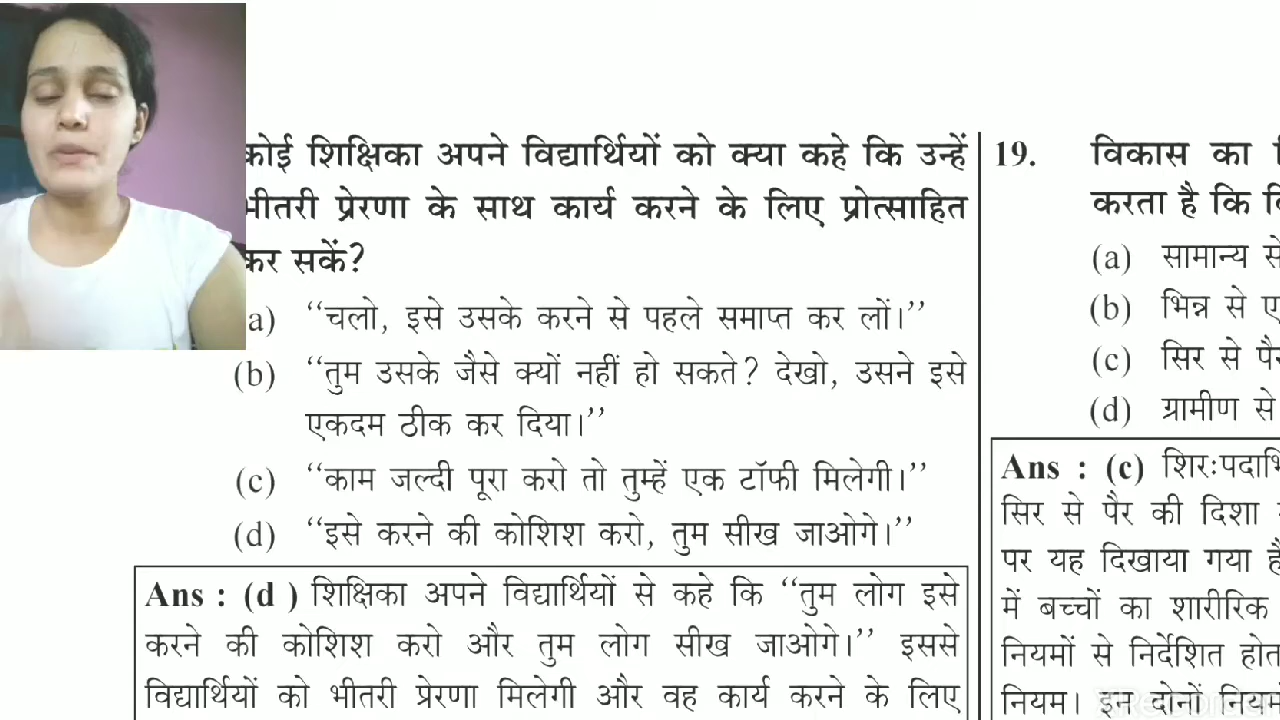 कोई शिक्षिका अपने विद्यार्थियों को क्या कहे कि उन्हें
भीतरी प्रेरणा के साथ कार्य करने के लिए प्रोत्साहित
कर सकें?
a) “चलो, इसे उसके करने से पहले समाप्त कर लों।”
(b) “तुम उसके जैसे क्यों नहीं हो सकते? देखो, उसने इसे
एकदम ठीक कर दिया।”
(c) “काम जल्दी पूरा करो तो तुम्हें एक टॉफी मिलेगी।”
(d) “इसे करने की कोशिश करो, तुम सीख जाओगे।”
Ans : (d ) शिक्षिका अपने विद्यार्थियों से कहे कि “तुम लोग इसे
करने की कोशिश करो और तुम लोग सीख जाओगे।” इससे
विद्यार्थियों को भीतरी प्रेरणा मिलेगी और वह कार्य करने के लिए
19. विकास का
करता है कि
(a) सामान्य से
(b) भिन्न से
(c) सिर से
(d) ग्रामीण से
Ans : (c)
सिर से पैर की दिशा
पर यह दिखाया गया है
में बच्चों का शारीरिक
नियमों से निर्देशित
नियम। इन दोनों